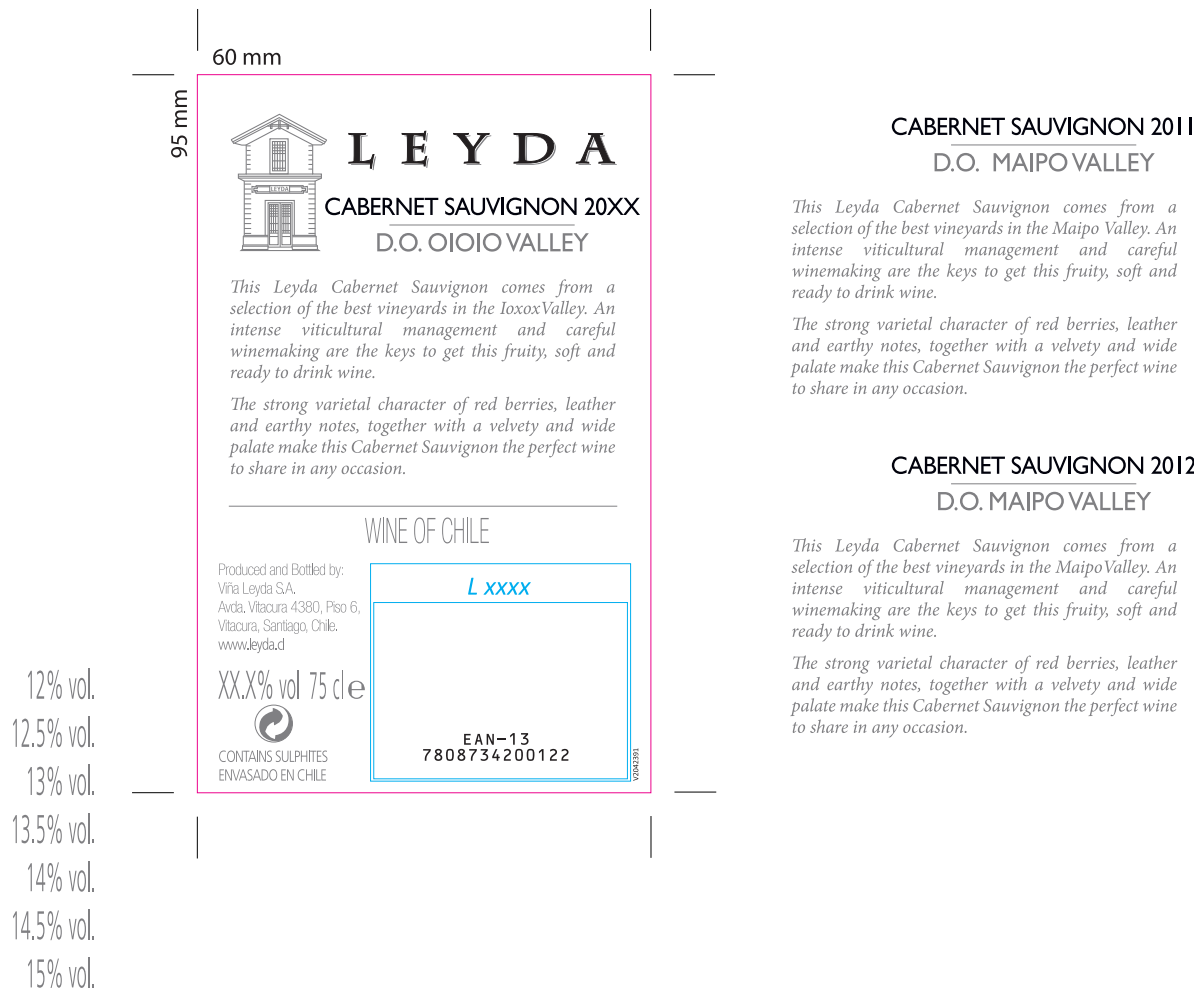 60 mm
95 mm
LEYDA
LEYDA
CABERNET SAUVIGNON 20XX
D.O. OIOIO VALLEY
This Leyda Cabernet Sauvignon comes from a
selection of the best vineyards in the IoxoxValley. An
intense viticultural management and careful
winemaking are the keys to get this fruity, soft and
ready to drink wine.
The strong varietal character of red berries, leather
and earthy notes, together with a velvety and wide
palate make this Cabernet Sauvignon the perfect wine
to share in any occasion.
WINE OF CHILE
Produced and Bottled by:
Viña Leyda S.A.
Avda. Vitacura 4380, Piso 6,
Vitacura, Santiago, Chile.
www.leyda.cl
XX.X% vol 75 cl e
CONTAINS SULPHITES
ENVASADO EN CHILE
L xxxx
EAN-13
7808734200122
V2042391
12% vol.
12.5% vol.
13% vol.
13.5% vol.
14% vol.
14.5% vol.
15% vol.
CABERNET SAUVIGNON 2011
D.O. MAIPO VALLEY
This Leyda Cabernet Sauvignon comes from a
selection of the best vineyards in the Maipo Valley. An
intense viticultural management and careful
winemaking are the keys to get this fruity, soft and
ready to drink wine.
The strong varietal character of red berries, leather
and earthy notes, together with a velvety and wide
palate make this Cabernet Sauvignon the perfect wine
to share in any occasion.
CABERNET SAUVIGNON 2012
D.O. MAIPO VALLEY
This Leyda Cabernet Sauvignon comes from a
selection of the best vineyards in the MaipoValley. An
intense viticultural management and careful
winemaking are the keys to get this fruity, soft and
ready to drink wine.
The strong varietal character of red berries, leather
and earthy notes, together with a velvety and wide
palate make this Cabernet Sauvignon the perfect wine
to share in any occasion.